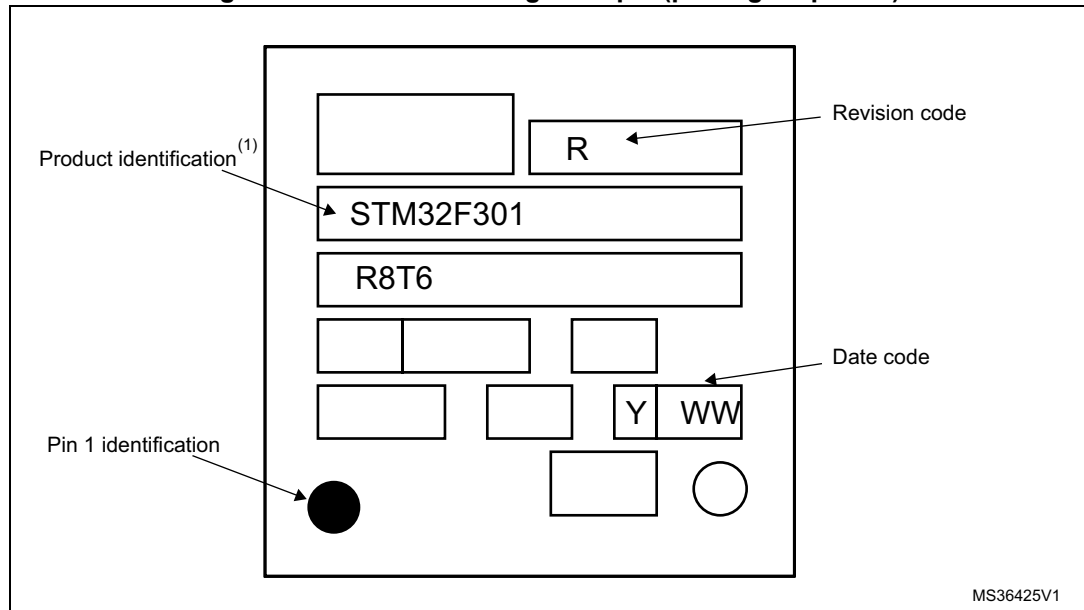 Revision code
R
Product identification(1)
STM32F301
R8T6
Date code
Y WW
Pin 1 identification
MS36425V1